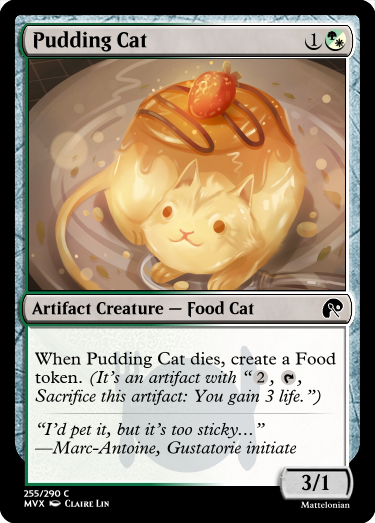 Pudding Cat 1
Artifact Creature — Food Cat
When Pudding Cat dies, create a Food
token. (It's an artifact with “2, ,
Sacrifice this artifact: You gain 3 life.”)
“I'd pet it, but it's too sticky…”
—Marc-Antoine, Gustatorie initiate
3/1
255/290 C
MVX Claire Lin
Mattelonian